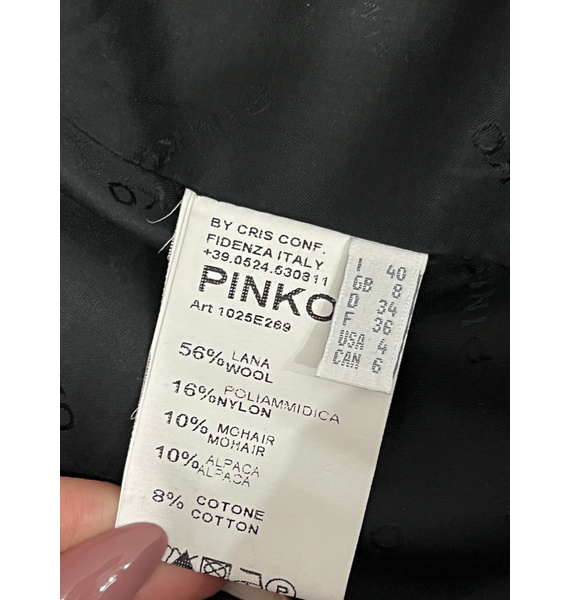 BY CRIS CONF.
FIDENZA ITALY
+39.0524.530811
PINKO
Art 1025E269
56% LANA
WOOL
16% POLIAMMIDICA
NYLON
10% MOHAIR
MOHAIR
10% ALPACA
ALPACA
8% COTONE
COTTON
I 40
GB 8
D 34
F 36
USA 4
CAN 6
P